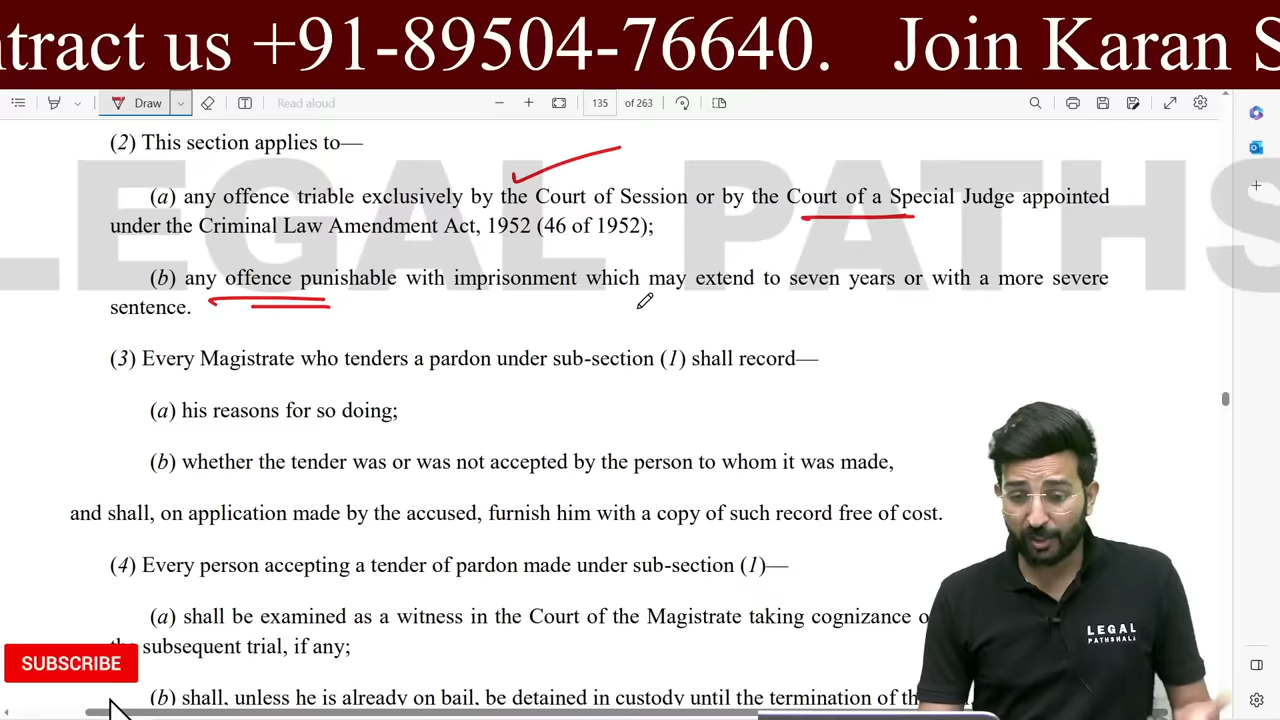 ntract us +91-89504-76640. Join Karan S
Draw
Read aloud
135 of 263
(2) This section applies to—
(a) any offence triable exclusively by the Court of Session or by the Court of a Special Judge appointed
under the Criminal Law Amendment Act, 1952 (46 of 1952);
(b) any offence punishable with imprisonment which may extend to seven years or with a more severe
sentence.
(3) Every Magistrate who tenders a pardon under sub-section (1) shall record—
(a) his reasons for so doing;
(b) whether the tender was or was not accepted by the person to whom it was made,
and shall, on application made by the accused, furnish him with a copy of such record free of cost.
(4) Every person accepting a tender of pardon made under sub-section (1)—
(a) shall be examined as a witness in the Court of the Magistrate taking cognizance o
subsequent trial, if any;
(b) shall, unless he is already on bail, be detained in custody until the termination of th
LEGAL PATHS
LEGAL
PATHSHALA
SUBSCRIBE